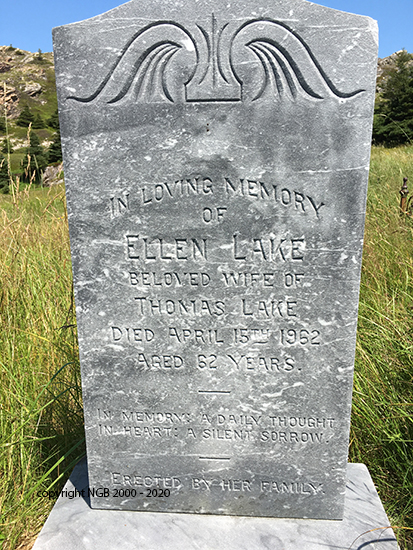 IN LOVING MEMORY
OF
ELLEN LAKE
BELOVED WIFE OF
THOMAS LAKE
DIED APRIL 15TH 1962
AGED 62 YEARS.
IN MEMORY: A DAILY THOUGHT
IN HEART: A SILENT SORROW.
ERECTED BY HER FAMILY
copyright NGB 2000 - 2020